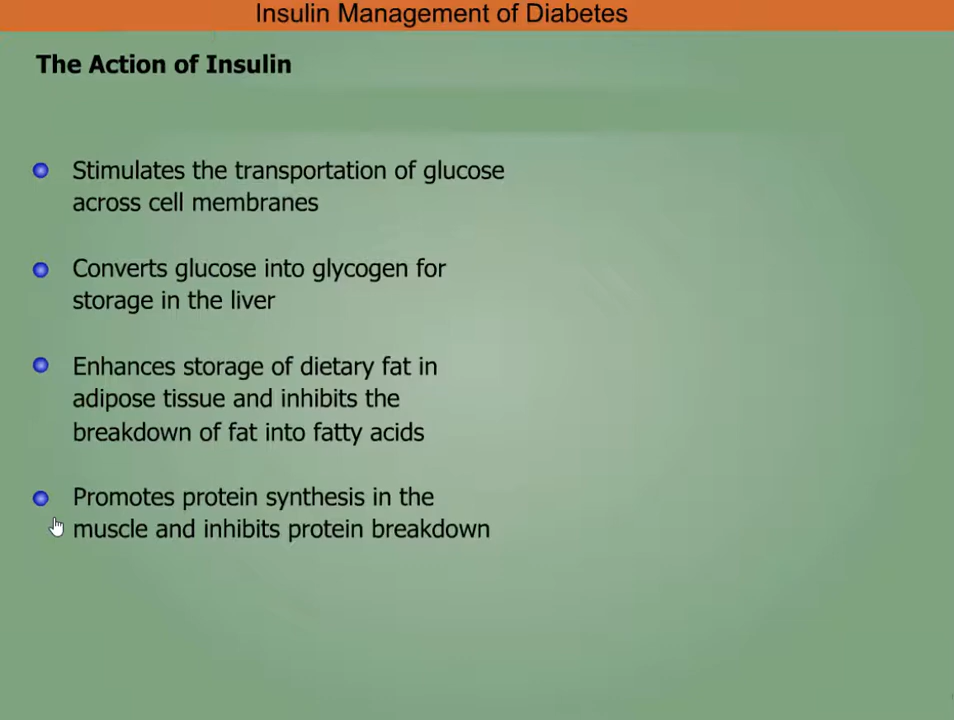 Insulin Management of Diabetes
The Action of Insulin
Stimulates the transportation of glucose
across cell membranes
Converts glucose into glycogen for
storage in the liver
Enhances storage of dietary fat in
adipose tissue and inhibits the
breakdown of fat into fatty acids
Promotes protein synthesis in the
muscle and inhibits protein breakdown